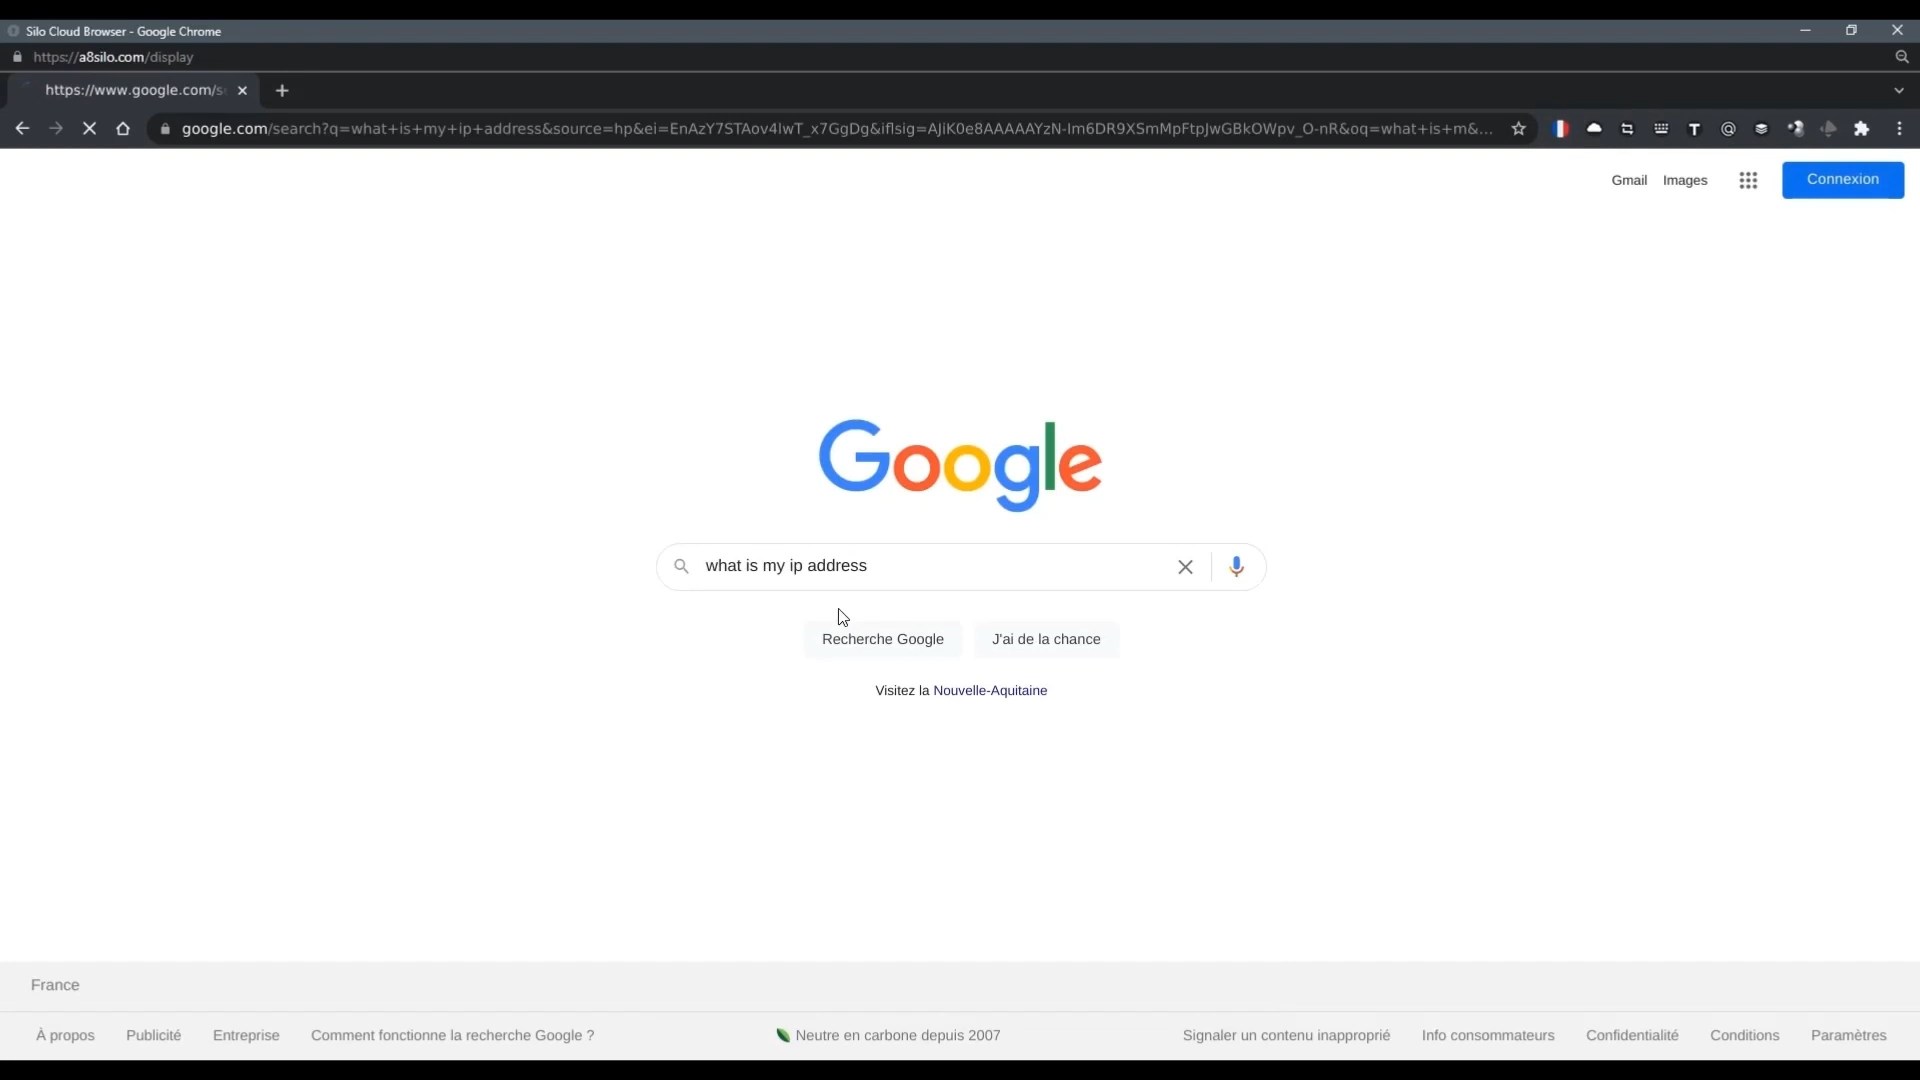 Silo Cloud Browser - Google Chrome
https://a8silo.com/display
https://www.google.com/s
google.com/search?q=what+is+my+ip+address&source=hp&ei=EnAzY7STAov4lwT_x7GgDg&iflsig=AJiK0e8AAAAAYzN-Im6DR9XSmMpFtpJwGBkOWpv_O-nR&oq=what+is+m&...
Gmail Images Connexion
Google
what is my ip address
Recherche Google J'ai de la chance
Visitez la Nouvelle-Aquitaine
France
À propos Publicité Entreprise Comment fonctionne la recherche Google ? Neutre en carbone depuis 2007 Signaler un contenu inapproprié Info consommateurs Confidentialité Conditions Paramètres